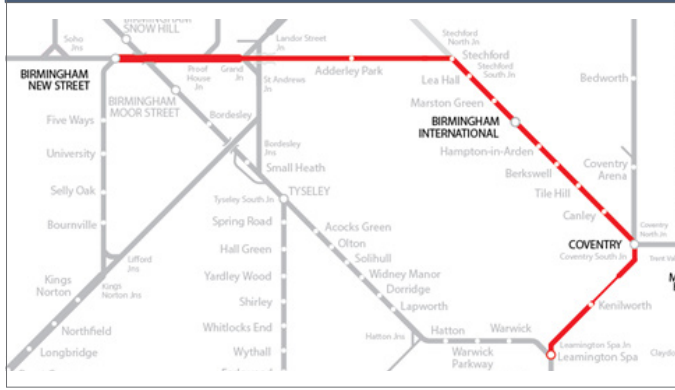 BIRMINGHAM
SNOW HILL
Soho
Jns
Landor Street
Jn
Stechford
North Jn
Stechford
Stechford
South Jn
BIRMINGHAM
NEW STREET
Proof
House
Jn
Grand
Jn
St Andrews
Jn
Adderley Park
Lea Hall
Bedworth
BIRMINGHAM
MOOR STREET
Marston Green
Five Ways
Bordesley
BIRMINGHAM
INTERNATIONAL
University
Bordesley
Jns
Hampton-in-Arden
Small Heath
Berkswell
Coventry
Arena
Selly Oak
Tyseley South Jn
TYSELEY
Tile Hill
Bournville
Spring Road
Acocks Green
Canley
Coventry
North Jn
Hall Green
Olton
COVENTRY
Coventry South Jn
Lifford
Jns
Solihull
Kings
Norton
Kings
Norton Jns
Yardley Wood
Widney Manor
Dorridge
Shirley
Lapworth
Kenilworth
Northfield
Whitlocks End
Hatton Jns
Hatton
Warwick
Leamington Spa Jn
Longbridge
Wythall
Warwick
Parkway
Leamington Spa